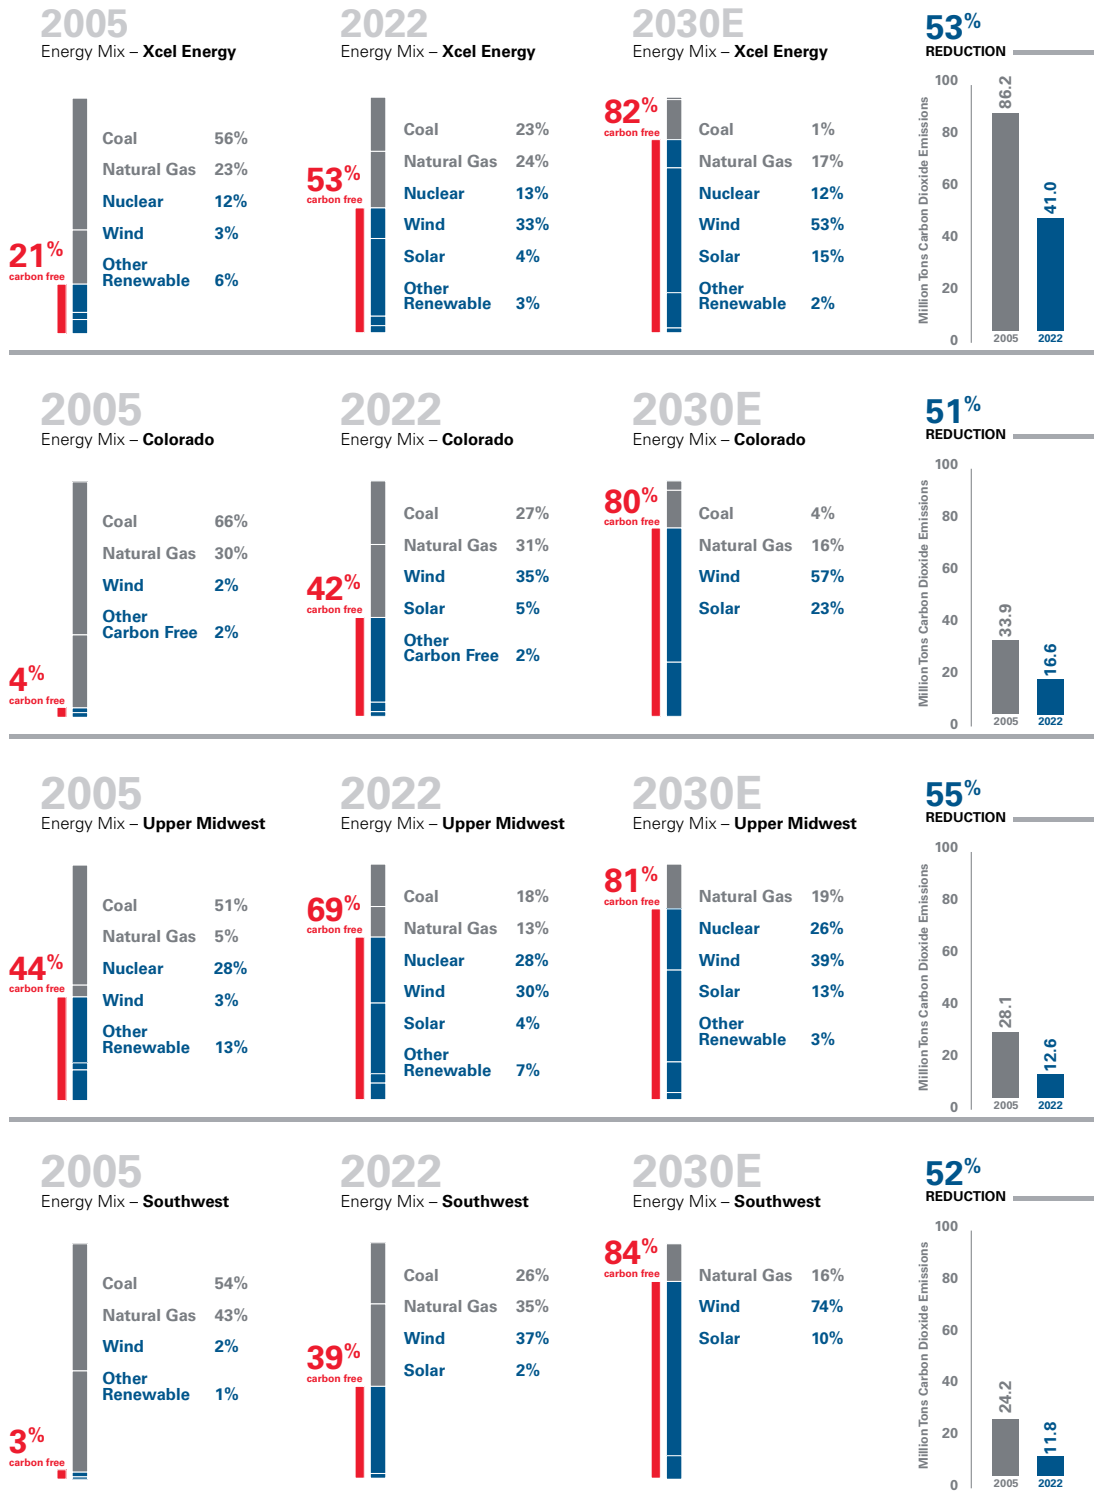 2005
Energy Mix – Xcel Energy
21%
carbon free
Coal 56%
Natural Gas 23%
Nuclear 12%
Wind 3%
Other
Renewable 6%
2022
Energy Mix – Xcel Energy
53%
carbon free
Coal 23%
Natural Gas 24%
Nuclear 13%
Wind 33%
Solar 4%
Other
Renewable 3%
2030E
Energy Mix – Xcel Energy
82%
carbon free
Coal 1%
Natural Gas 17%
Nuclear 12%
Wind 53%
Solar 15%
Other
Renewable 2%
53%
REDUCTION
Million Tons Carbon Dioxide Emissions
100
80
60
40
20
0
86.2
41.0
2005 2022
2005
Energy Mix – Colorado
4%
carbon free
Coal 66%
Natural Gas 30%
Wind 2%
Other
Carbon Free 2%
2022
Energy Mix – Colorado
42%
carbon free
Coal 27%
Natural Gas 31%
Wind 35%
Solar 5%
Other
Carbon Free 2%
2030E
Energy Mix – Colorado
80%
carbon free
Coal 4%
Natural Gas 16%
Wind 57%
Solar 23%
51%
REDUCTION
Million Tons Carbon Dioxide Emissions
100
80
60
40
20
0
33.9
16.6
2005 2022
2005
Energy Mix – Upper Midwest
44%
carbon free
Coal 51%
Natural Gas 5%
Nuclear 28%
Wind 3%
Other
Renewable 13%
2022
Energy Mix – Upper Midwest
69%
carbon free
Coal 18%
Natural Gas 13%
Nuclear 28%
Wind 30%
Solar 4%
Other
Renewable 7%
2030E
Energy Mix – Upper Midwest
81%
carbon free
Natural Gas 19%
Nuclear 26%
Wind 39%
Solar 13%
Other
Renewable 3%
55%
REDUCTION
Million Tons Carbon Dioxide Emissions
100
80
60
40
20
0
28.1
12.6
2005 2022
2005
Energy Mix – Southwest
3%
carbon free
Coal 54%
Natural Gas 43%
Wind 2%
Other
Renewable 1%
2022
Energy Mix – Southwest
39%
carbon free
Coal 26%
Natural Gas 35%
Wind 37%
Solar 2%
2030E
Energy Mix – Southwest
84%
carbon free
Natural Gas 16%
Wind 74%
Solar 10%
52%
REDUCTION
Million Tons Carbon Dioxide Emissions
100
80
60
40
20
0
24.2
11.8
2005 2022